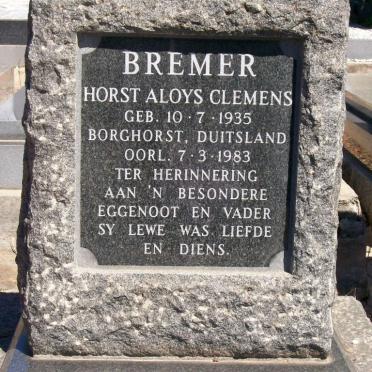 BREMER
HORST ALOYS CLEMENS
GEB. 10·7·1935
BORGHORST, DUITSLAND
OORL. 7·3·1983
TER HERINNERING
AAN 'N BESONDERE
EGGENOOT EN VADER
SY LEWE WAS LIEFDE
EN DIENS.